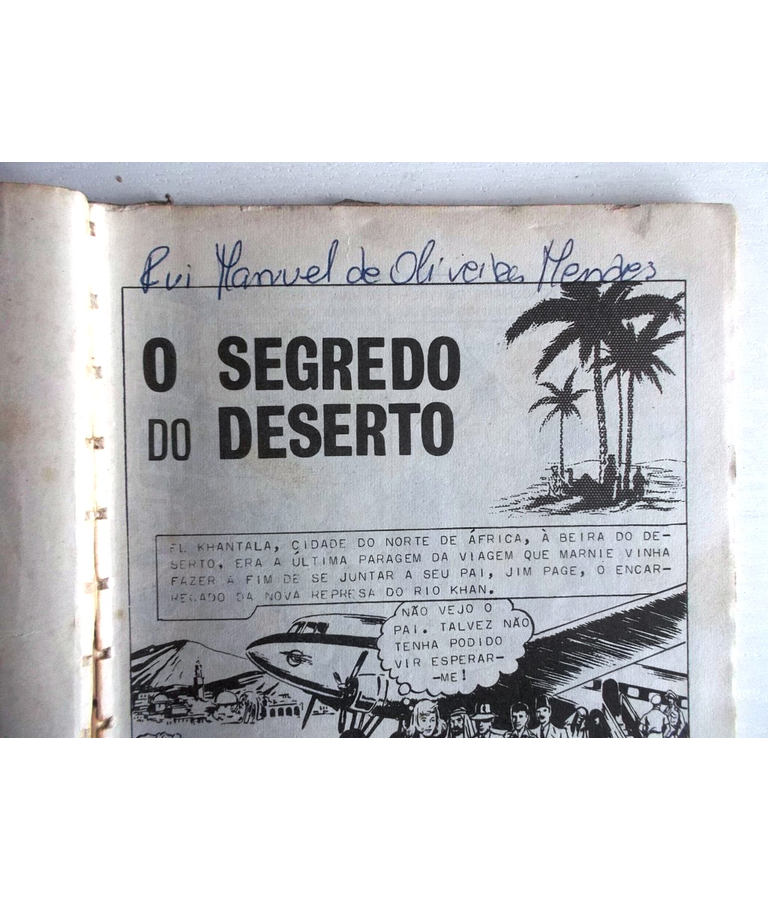 Rui Manuel de Oliveira Mendes
O SEGREDO
DO DESERTO
EL KHANTALA, CIDADE DO NORTE DE ÁFRICA, À BEIRA DO DE-
SERTO, ERA A ÚLTIMA PARAGEM DA VIAGEM QUE MARNIE VINHA
FAZER A FIM DE SE JUNTAR A SEU PAI, JIM PAGE, O ENCAR-
REGADO DA NOVA REPRESA DO RIO KHAN.
NÃO VEJO O
PAI. TALVEZ NÃO
TENHA PODIDO
VIR ESPERAR-
-ME!